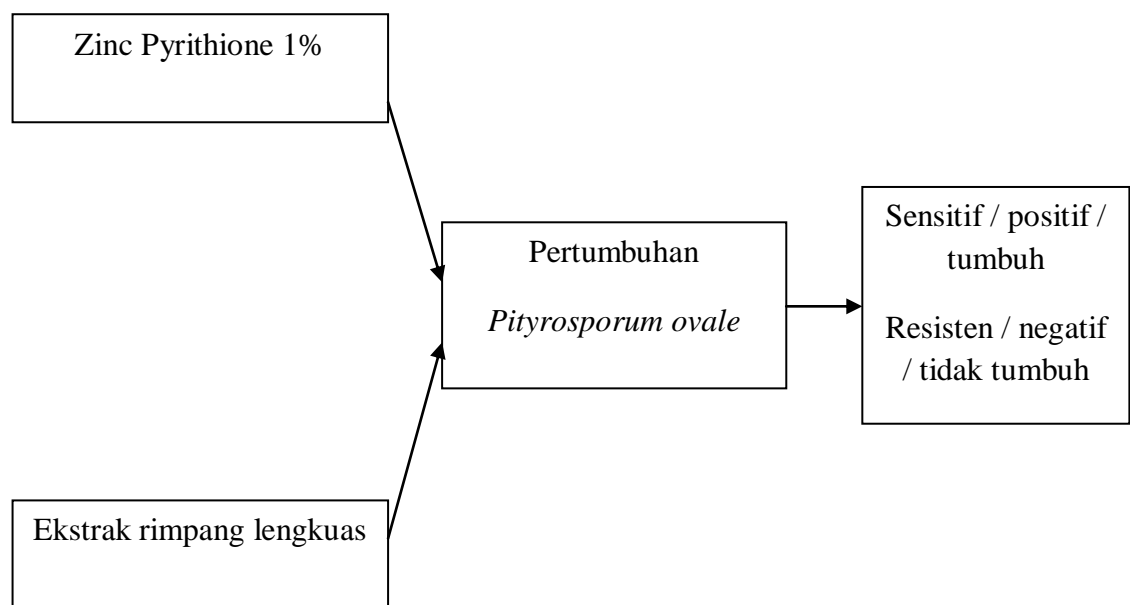 Zinc Pyrithione 1%
Pertumbuhan
Pityrosporum ovale
Sensitif / positif /
tumbuh
Resisten / negatif
/ tidak tumbuh
Ekstrak rimpang lengkuas